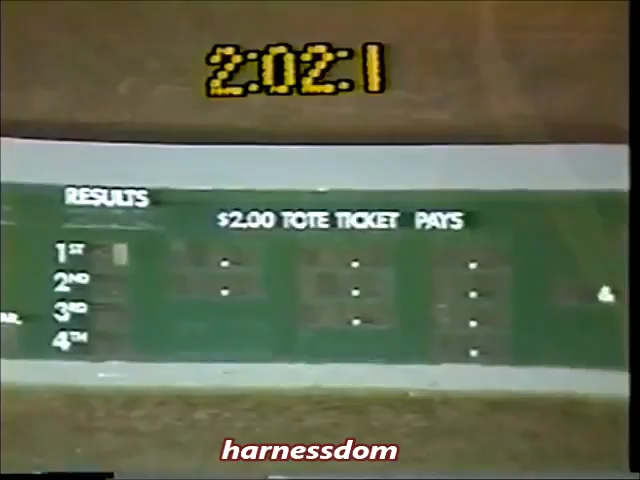 2:02:1
RESULTS
$2.00 TOTE TICKET PAYS
1ST
2ND
&
3RD
4TH
harnessdom